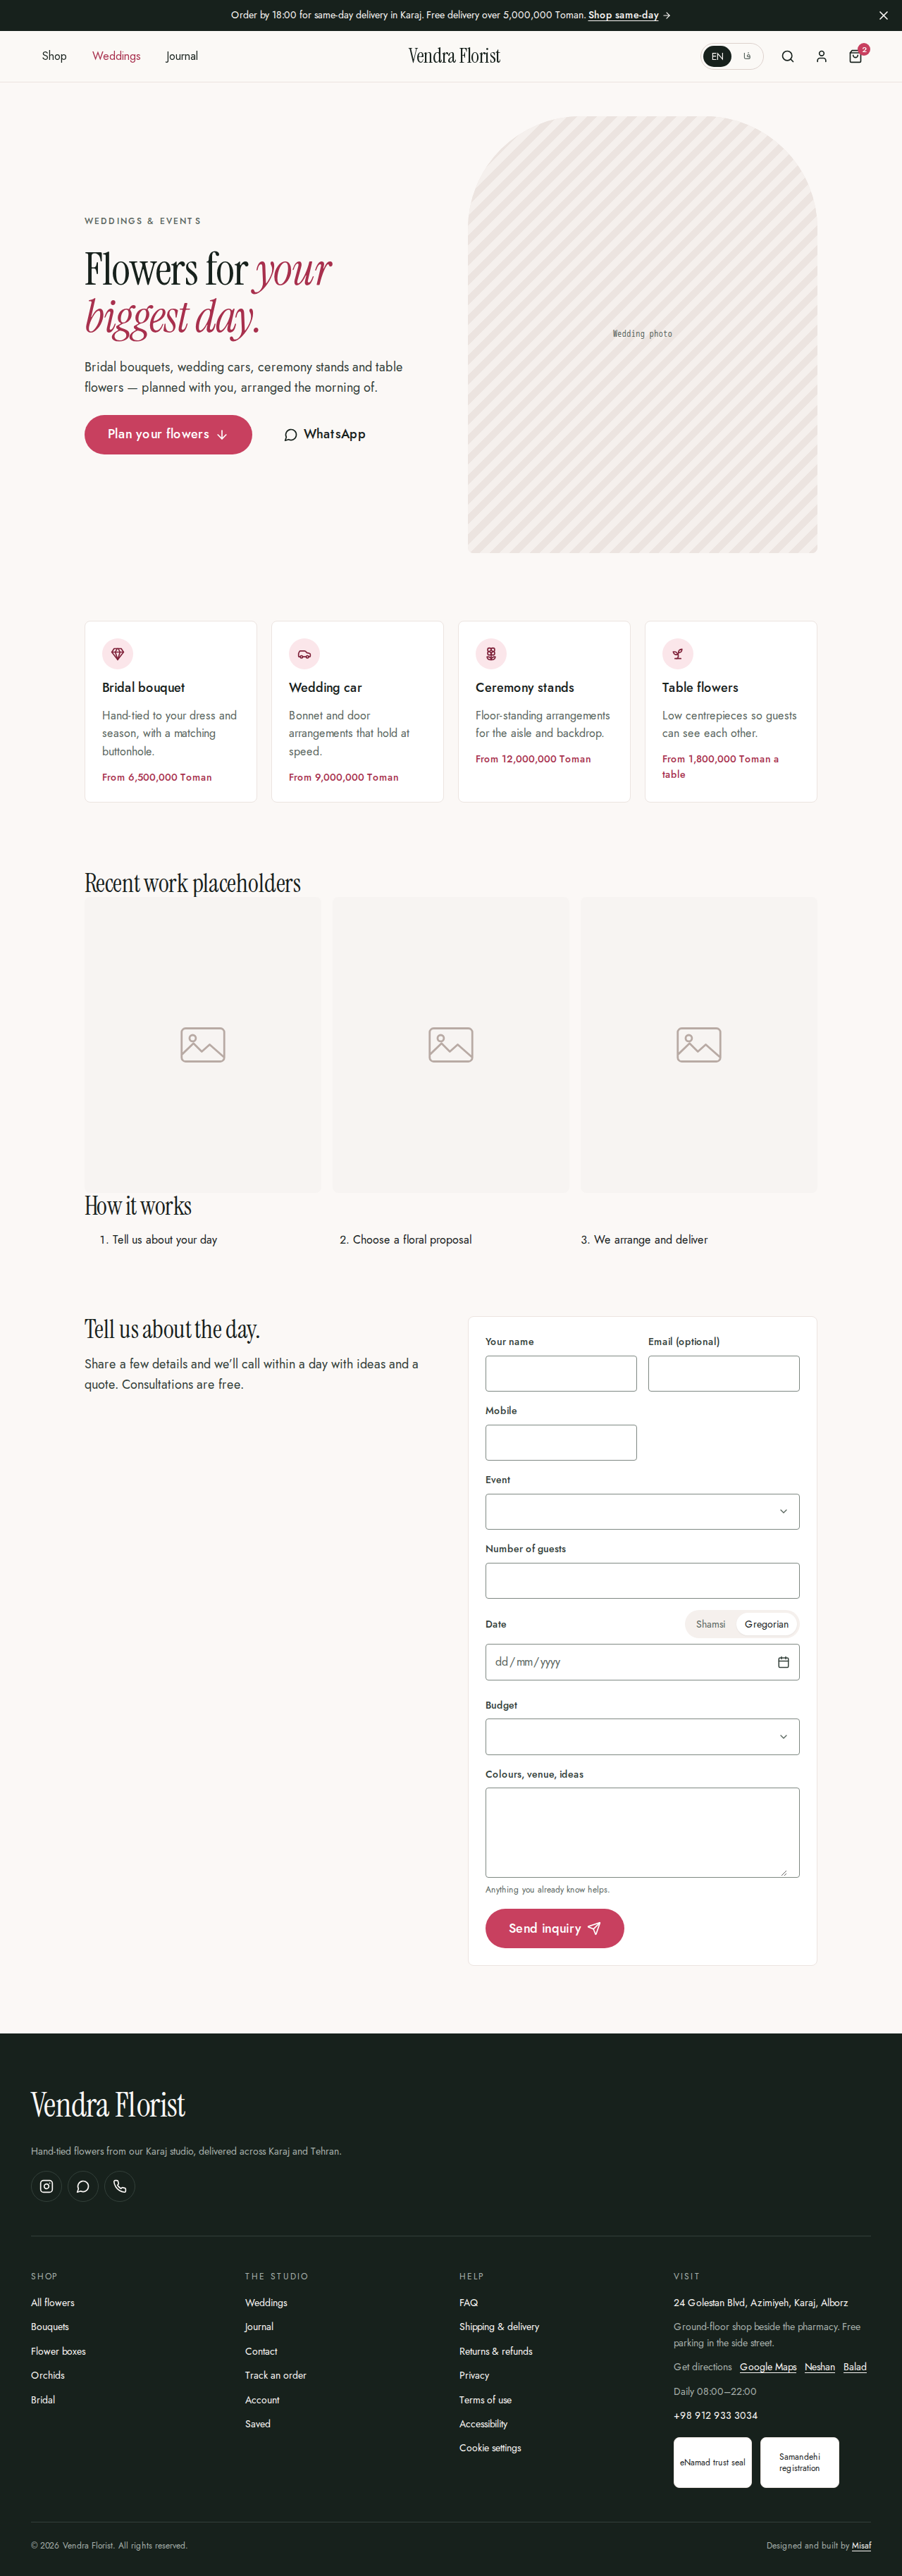 Order by 18:00 for same-day delivery in Karaj. Free delivery over 5,000,000 Toman. Shop same-day →
Shop Weddings Journal
Vendra Florist
EN فا
2
WEDDINGS & EVENTS
Flowers for your
biggest day.
Bridal bouquets, wedding cars, ceremony stands and table
flowers — planned with you, arranged the morning of.
Plan your flowers
WhatsApp
Wedding photo
Bridal bouquet
Hand-tied to your dress and
season, with a matching
buttonhole.
From 6,500,000 Toman
Wedding car
Bonnet and door
arrangements that hold at
speed.
From 9,000,000 Toman
Ceremony stands
Floor-standing arrangements
for the aisle and backdrop.
From 12,000,000 Toman
Table flowers
Low centrepieces so guests
can see each other.
From 1,800,000 Toman a
table
Recent work placeholders
How it works
1. Tell us about your day
2. Choose a floral proposal
3. We arrange and deliver
Tell us about the day.
Share a few details and we’ll call within a day with ideas and a
quote. Consultations are free.
Your name
Email (optional)
Mobile
Event
Number of guests
Date
Shamsi Gregorian
dd/mm/yyyy
Budget
Colours, venue, ideas
Anything you already know helps.
Send inquiry
Vendra Florist
Hand-tied flowers from our Karaj studio, delivered across Karaj and Tehran.
SHOP
All flowers
Bouquets
Flower boxes
Orchids
Bridal
THE STUDIO
Weddings
Journal
Contact
Track an order
Account
Saved
HELP
FAQ
Shipping & delivery
Returns & refunds
Privacy
Terms of use
Accessibility
Cookie settings
VISIT
24 Golestan Blvd, Azimiyeh, Karaj, Alborz
Ground-floor shop beside the pharmacy. Free
parking in the side street.
Get directions Google Maps Neshan Balad
Daily 08:00–22:00
+98 912 933 3034
eNamad trust seal
Samandehi
registration
© 2026 Vendra Florist. All rights reserved.
Designed and built by Misaf